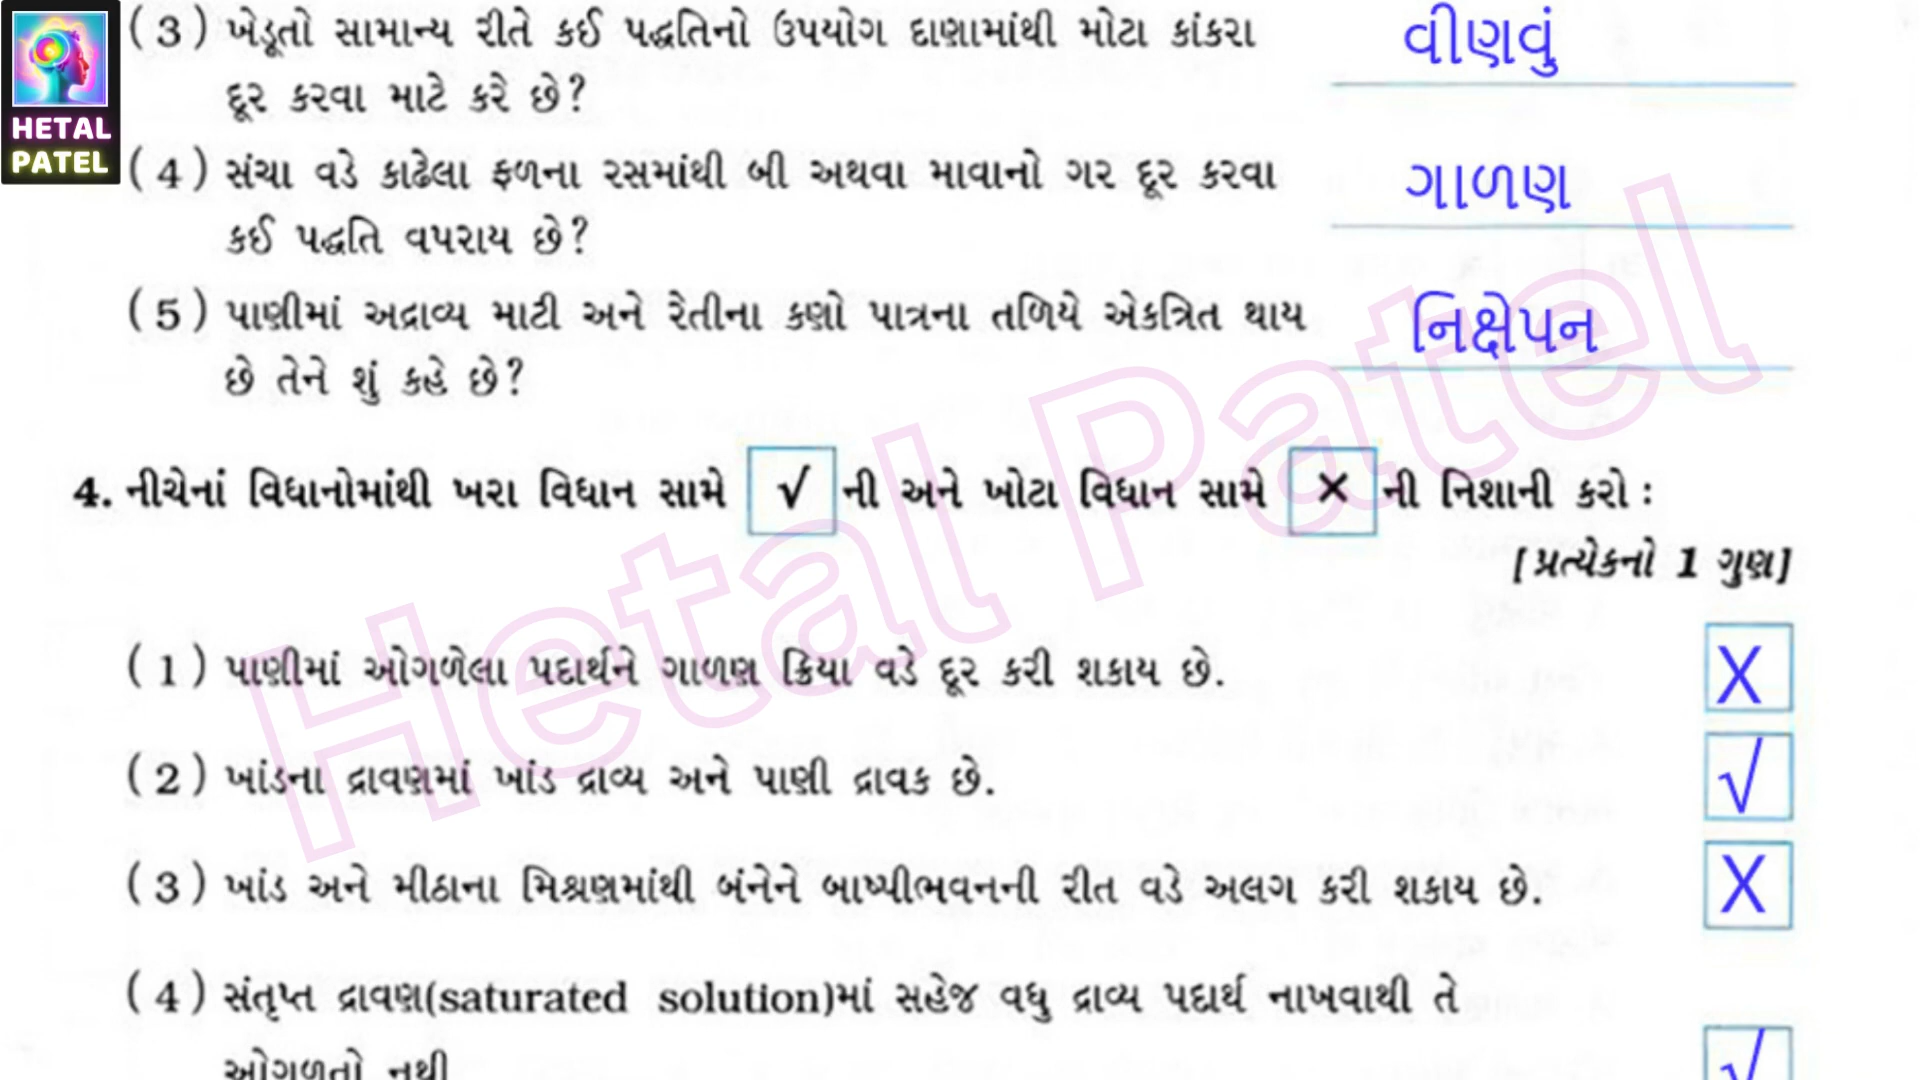 HETAL
PATEL
( 3 ) ખેડૂતો સામાન્ય રીતે કઈ પદ્ધતિનો ઉપયોગ દાણામાંથી મોટા કાંકરા
દૂર કરવા માટે કરે છે?
વીણવું
( 4 ) સંચા વડે કાઢેલા ફળના રસમાંથી બી અથવા માવાનો ગર દૂર કરવા
કઈ પદ્ધતિ વપરાય છે?
ગાળણ
( 5 ) પાણીમાં અદ્રાવ્ય માટી અને રેતીના કણો પાત્રના તળિયે એકત્રિત થાય
છે તેને શું કહે છે?
નિક્ષેપન
4. નીચેનાં વિધાનોમાંથી ખરા વિધાન સામે √ ની અને ખોટા વિધાન સામે × ની નિશાની કરો :
[પ્રત્યેકનો 1 ગુણ]
( 1 ) પાણીમાં ઓગળેલા પદાર્થને ગાળણ ક્રિયા વડે દૂર કરી શકાય છે. X
( 2 ) ખાંડના દ્રાવણમાં ખાંડ દ્રાવ્ય અને પાણી દ્રાવક છે. √
( 3 ) ખાંડ અને મીઠાના મિશ્રણમાંથી બંનેને બાષ્પીભવનની રીત વડે અલગ કરી શકાય છે. X
( 4 ) સંતૃપ્ત દ્રાવણ(saturated solution)માં સહેજ વધુ દ્રાવ્ય પદાર્થ નાખવાથી તે
ઓગળતો નથી √
Hetal Patel